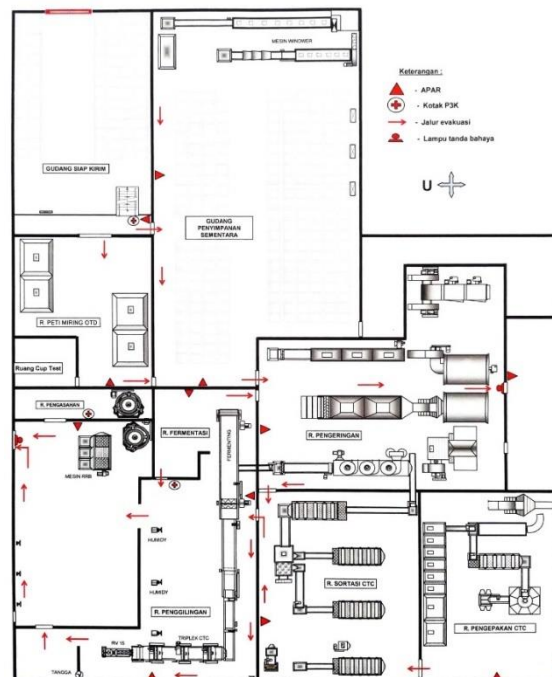 MESIN WINOWER
Keterangan :
- APAR
- Kotak P3K
- Jalur evakuasi
- Lampu tanda bahaya
U
GUDANG SIAP KIRIM
GUDANG
PENYIMPANAN
SEMENTARA
R. PETI MIRING OTD
Ruang Cup Test
R. PENGASAHAN
R. FERMENTASI
FERMENTING
R. PENGERINGAN
MESIN RRB
HUMIDY
HUMIDY
R. SORTASI CTC
R. PENGGILINGAN
R. PENGEPAKAN CTC
RV 15
TRIPLEK CTC
TANGGA